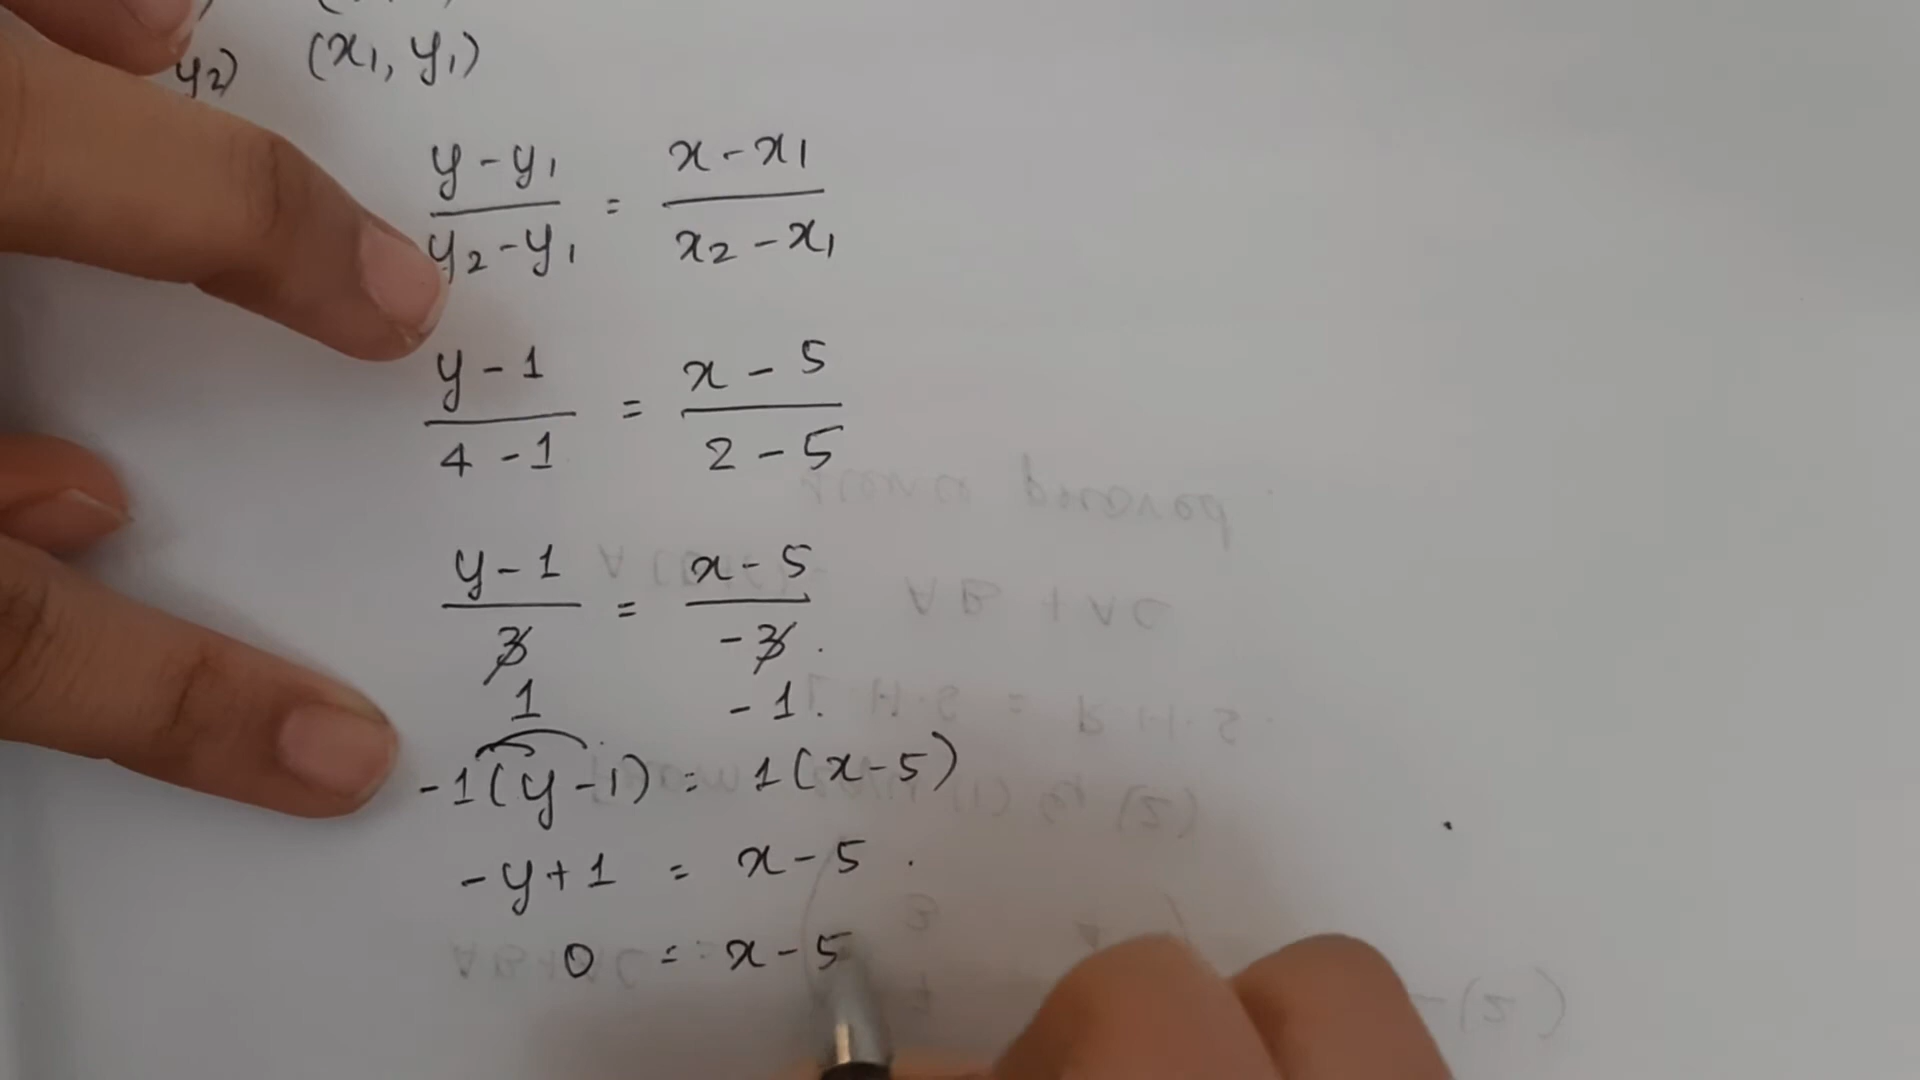 y2) (x1, y1)
y - y1 = x - x1
y2 - y1 x2 - x1
y - 1 = x - 5
4 - 1 2 - 5
y - 1 = x - 5
3 -3.
1 -1.
-1(y - 1) = 1(x - 5)
-y + 1 = x - 5 .
0 = x - 5